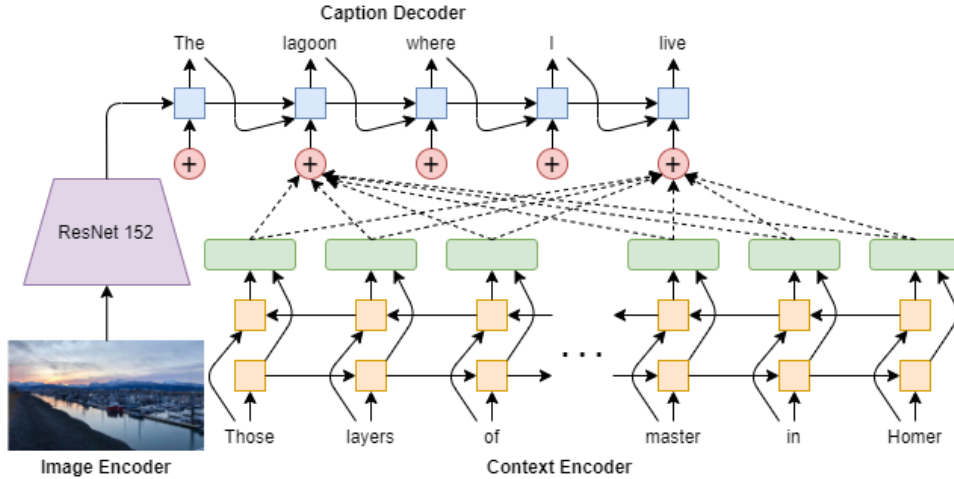 Caption Decoder
The lagoon where I live
+ + + + +
ResNet 152
...
Those layers of master in Homer
Image Encoder Context Encoder